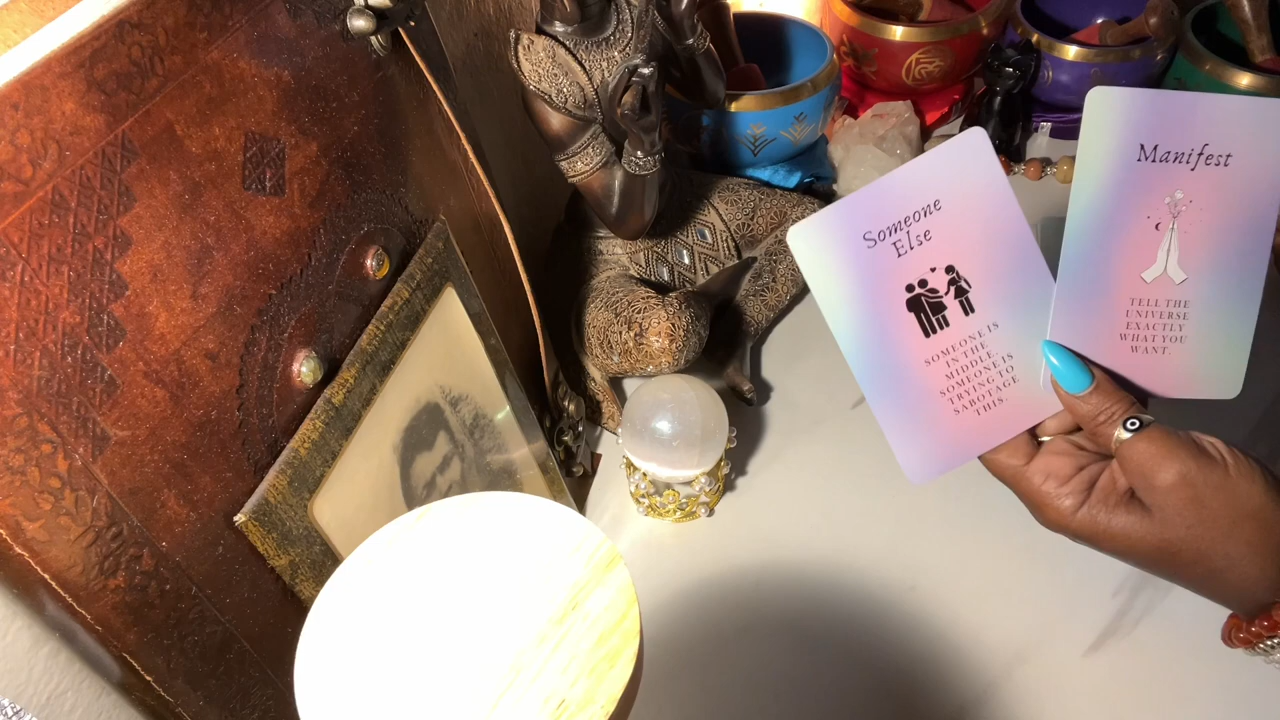 Someone
Else
SOMEONE IS
IN THE
MIDDLE.
SOMEONE IS
TRYING TO
SABOTAGE
THIS.
Manifest
TELL THE
UNIVERSE
EXACTLY
WHAT YOU
WANT.